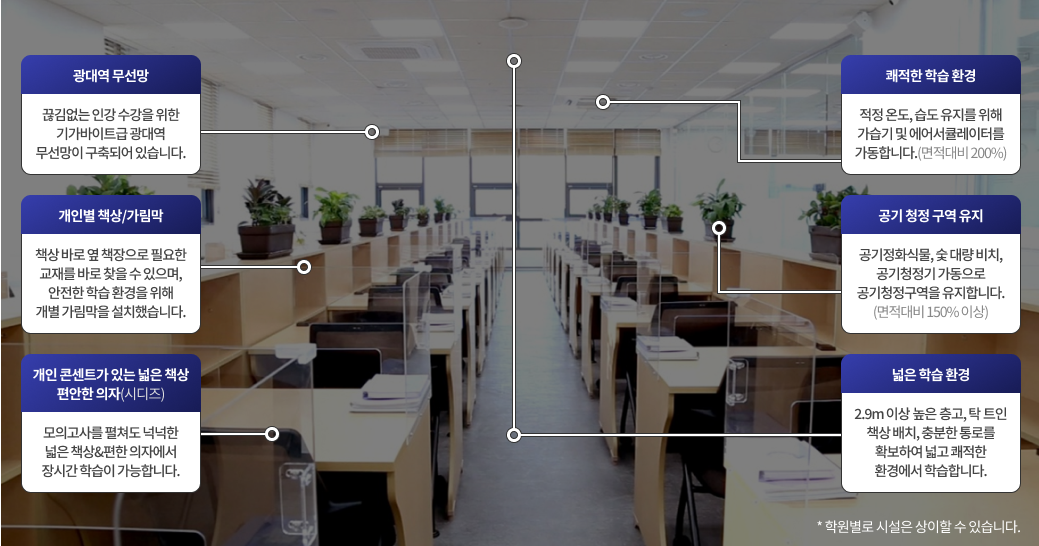 광대역 무선망
끊김없는 인강 수강을 위한
기가바이트급 광대역
무선망이 구축되어 있습니다.
개인별 책상/가림막
책상 바로 옆 책장으로 필요한
교재를 바로 찾을 수 있으며,
안전한 학습 환경을 위해
개별 가림막을 설치했습니다.
개인 콘센트가 있는 넓은 책상
편안한 의자(시디즈)
모의고사를 펼쳐도 넉넉한
넓은 책상&편한 의자에서
장시간 학습이 가능합니다.
쾌적한 학습 환경
적정 온도, 습도 유지를 위해
가습기 및 에어서큘레이터를
가동합니다.(면적대비 200%)
공기 청정 구역 유지
공기정화식물, 숯 대량 비치,
공기청정기 가동으로
공기청정구역을 유지합니다.
(면적대비 150% 이상)
넓은 학습 환경
2.9m 이상 높은 층고, 탁 트인
책상 배치, 충분한 통로를
확보하여 넓고 쾌적한
환경에서 학습합니다.
* 학원별로 시설은 상이할 수 있습니다.